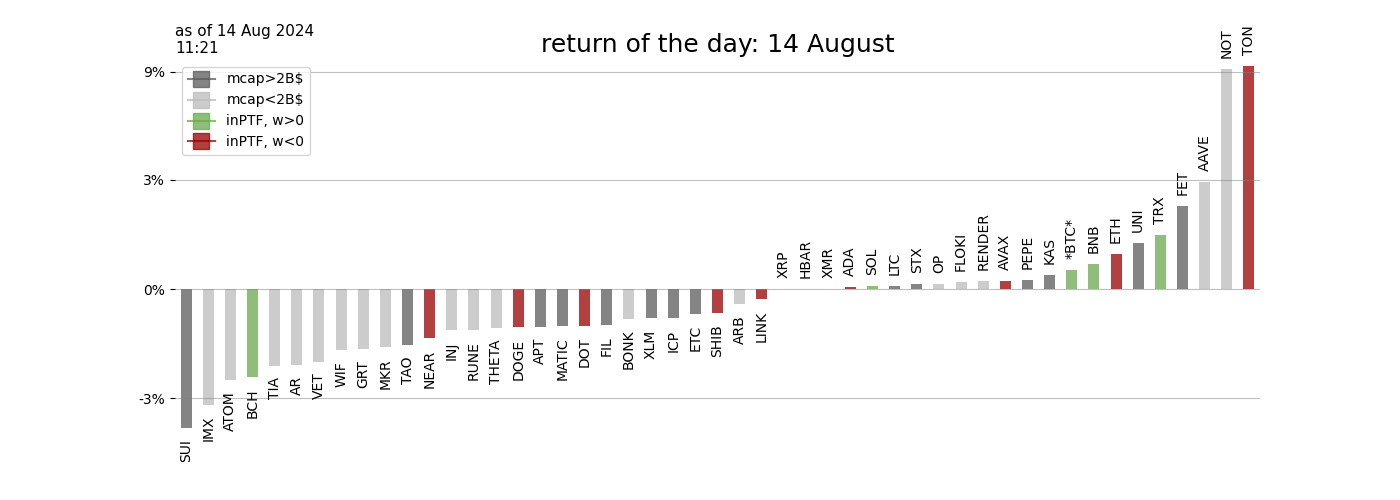 as of 14 Aug 2024
11:21
return of the day: 14 August
mcap>2B$
mcap<2B$
inPTF, w>0
inPTF, w<0
9%
3%
0%
-3%
SUI
IMX
ATOM
BCH
TIA
AR
VET
WIF
GRT
MKR
TAO
NEAR
INJ
RUNE
THETA
DOGE
APT
MATIC
DOT
FIL
BONK
XLM
ICP
ETC
SHIB
ARB
LINK
XRP
HBAR
XMR
ADA
SOL
LTC
STX
OP
FLOKI
RENDER
AVAX
PEPE
KAS
*BTC*
BNB
ETH
UNI
TRX
FET
AAVE
NOT
TON